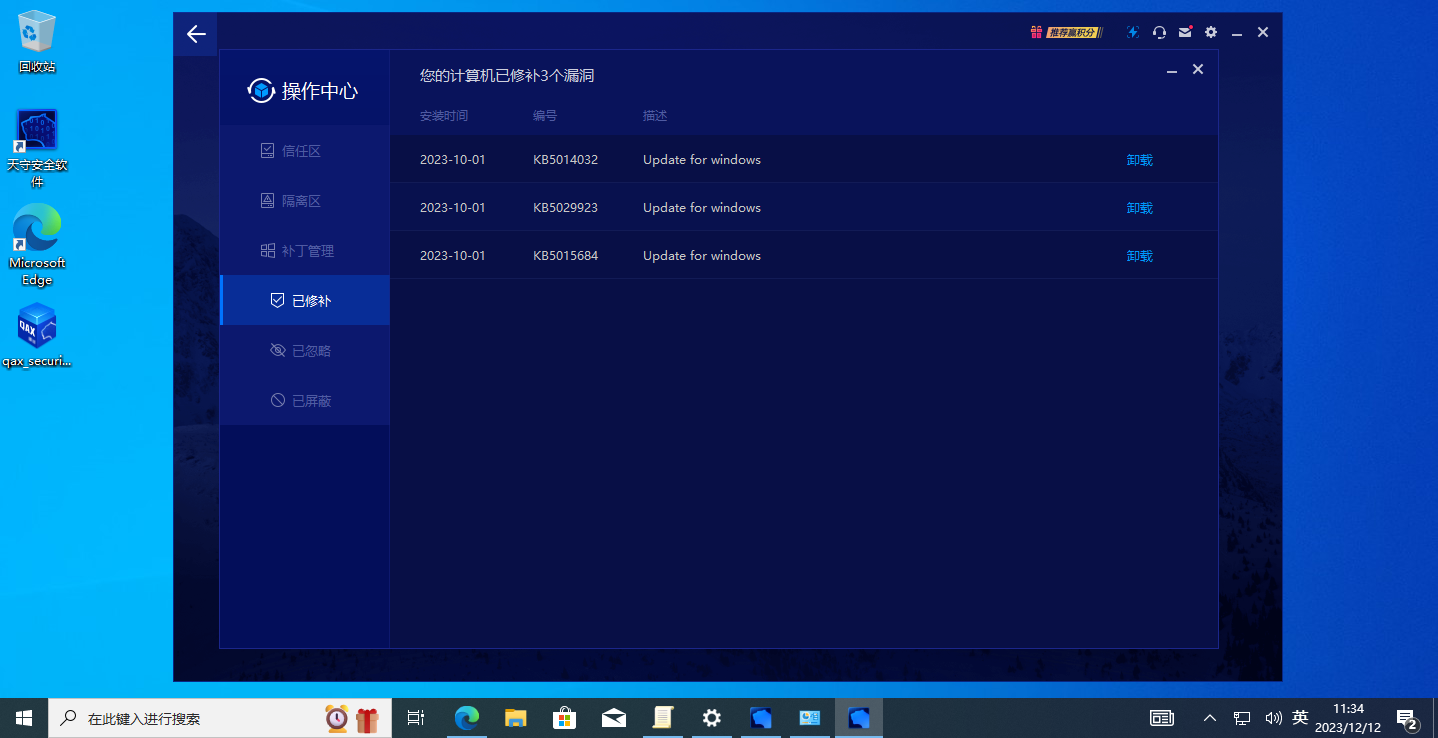 回收站
天守安全软
件
Microsoft
Edge
qax_securi...
推荐赢积分
操作中心
信任区
隔离区
补丁管理
已修补
已忽略
已屏蔽
您的计算机已修补3个漏洞
安装时间 编号 描述
2023-10-01 KB5014032 Update for windows 卸载
2023-10-01 KB5029923 Update for windows 卸载
2023-10-01 KB5015684 Update for windows 卸载
QAX
在此键入进行搜索
英
11:34
2023/12/12
2